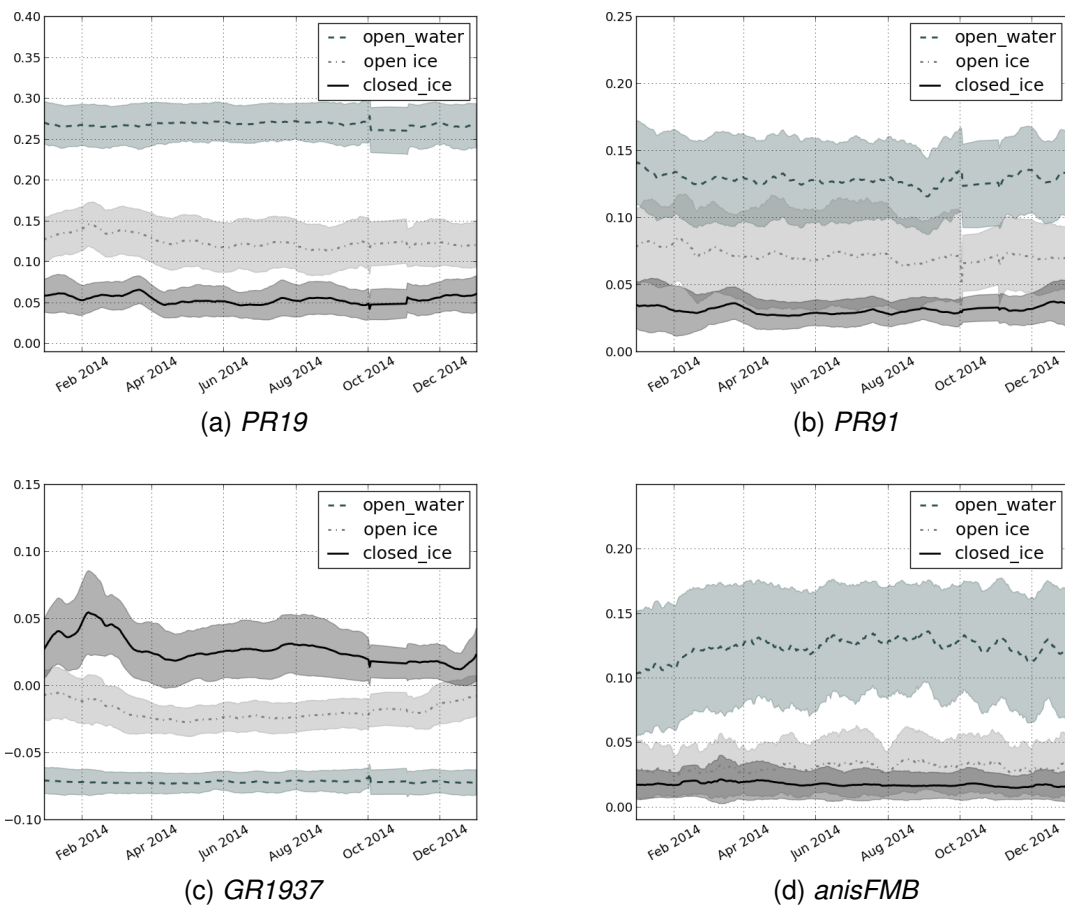 0.40
0.35
0.30
0.25
0.20
0.15
0.10
0.05
0.00
open_water
open ice
closed_ice
Feb 2014 Apr 2014 Jun 2014 Aug 2014 Oct 2014 Dec 2014
(a) PR19
0.25
0.20
0.15
0.10
0.05
0.00
open_water
open ice
closed_ice
Feb 2014 Apr 2014 Jun 2014 Aug 2014 Oct 2014 Dec 2014
(b) PR91
0.15
0.10
0.05
0.00
−0.05
−0.10
open_water
open ice
closed_ice
Feb 2014 Apr 2014 Jun 2014 Aug 2014 Oct 2014 Dec 2014
(c) GR1937
0.20
0.15
0.10
0.05
0.00
open_water
open ice
closed_ice
Feb 2014 Apr 2014 Jun 2014 Aug 2014 Oct 2014 Dec 2014
(d) anisFMB